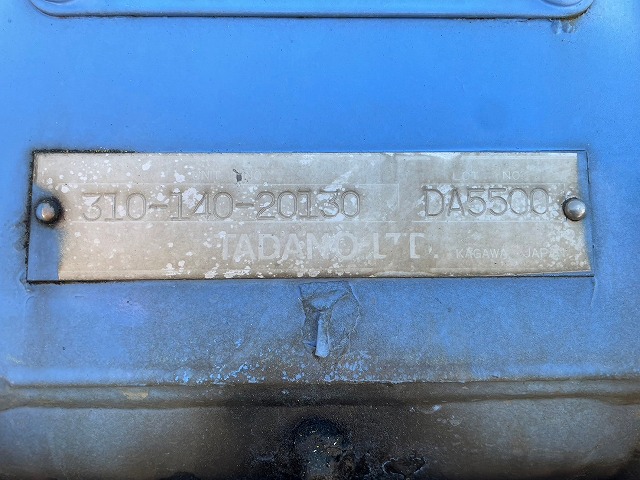 310-140-20130 DA5500
TADANO LTD
KAGAWA JAP